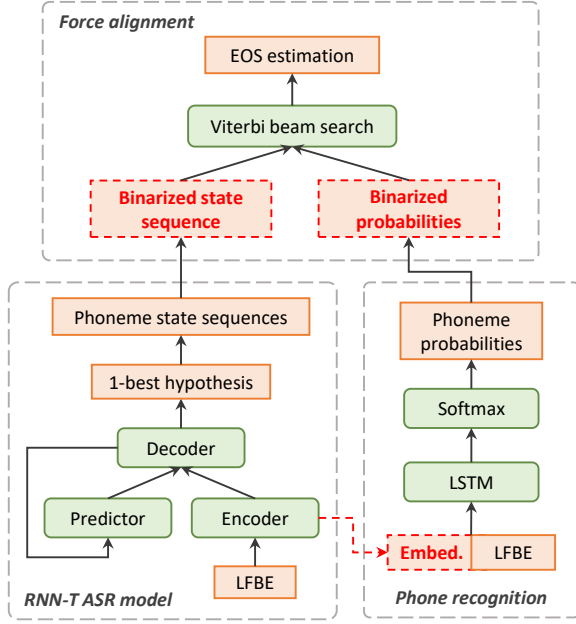 Force alignment
EOS estimation
Viterbi beam search
Binarized state
sequence
Binarized
probabilities
Phoneme state sequences
1-best hypothesis
Decoder
Predictor
Encoder
LFBE
RNN-T ASR model
Phoneme
probabilities
Softmax
LSTM
Embed.
LFBE
Phone recognition